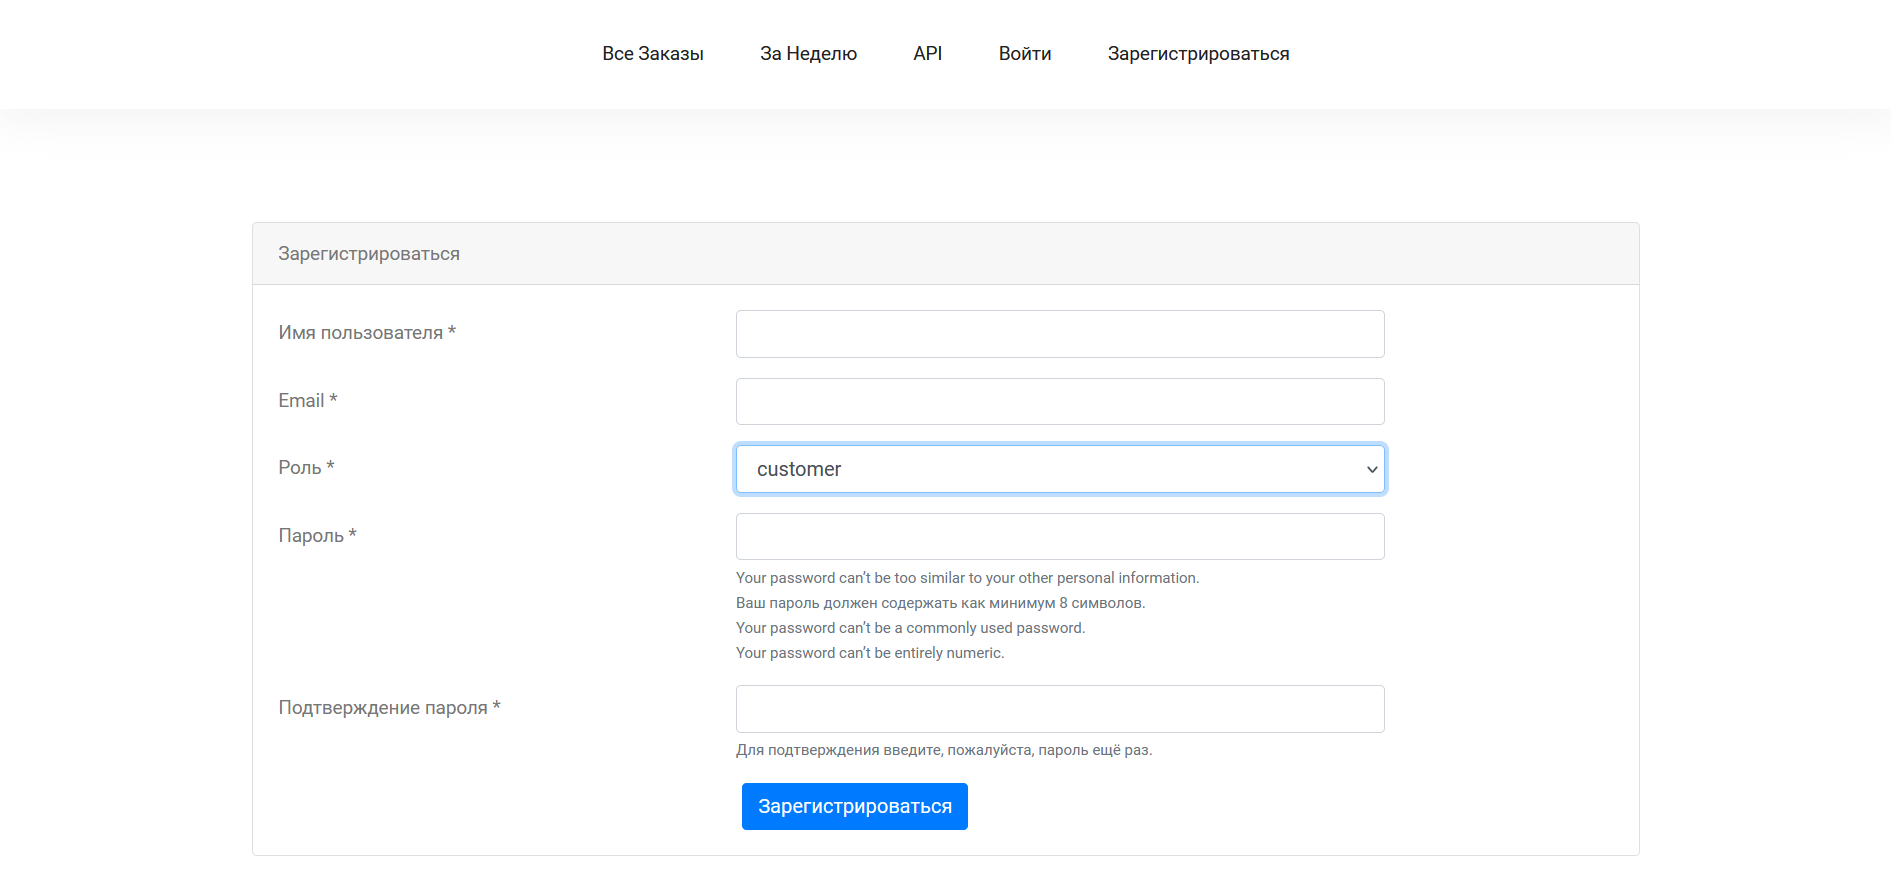 Все Заказы За Неделю API Войти Зарегистрироваться
Зарегистрироваться
Имя пользователя *
Email *
Роль * customer
Пароль *
Your password can’t be too similar to your other personal information.
Ваш пароль должен содержать как минимум 8 символов.
Your password can’t be a commonly used password.
Your password can’t be entirely numeric.
Подтверждение пароля *
Для подтверждения введите, пожалуйста, пароль ещё раз.
Зарегистрироваться